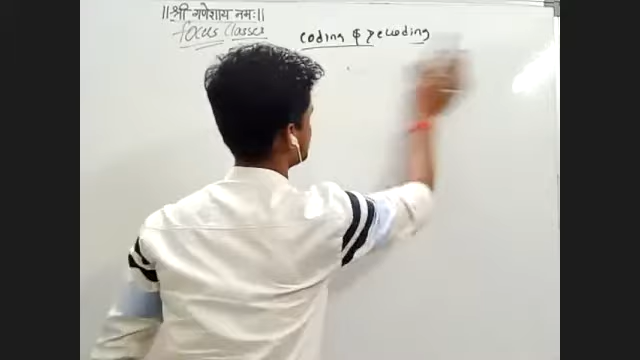 ||श्री गणेशाय नमः||
focus Classes
coding & Decoding